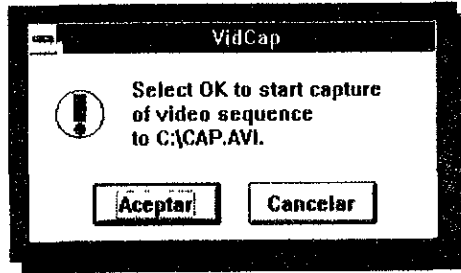 VidCap
Select OK to start capture
of video sequence
to C:\CAP.AVI.
Aceptar
Cancelar